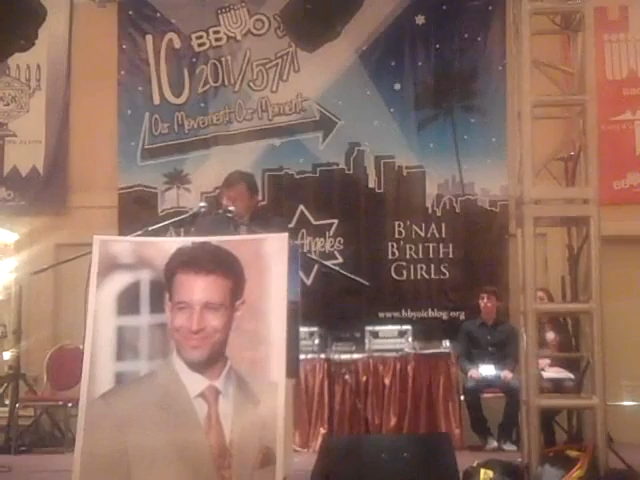 IC BBYO
2011/5771
Our Movement Our Moment
Angeles
B'NAI
B'RITH
GIRLS
www.bbyoicblog.org